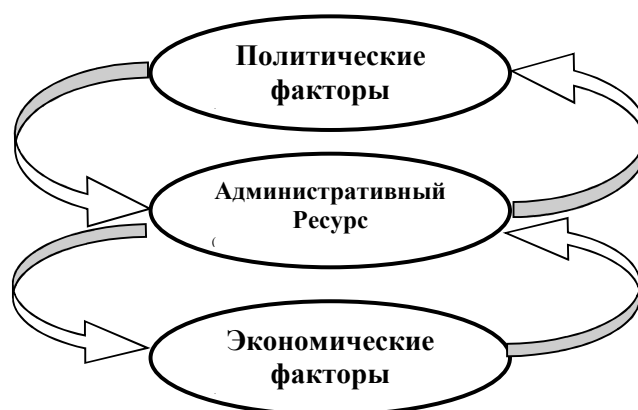 Политические
факторы
Административный
Ресурс
(
Экономические
факторы